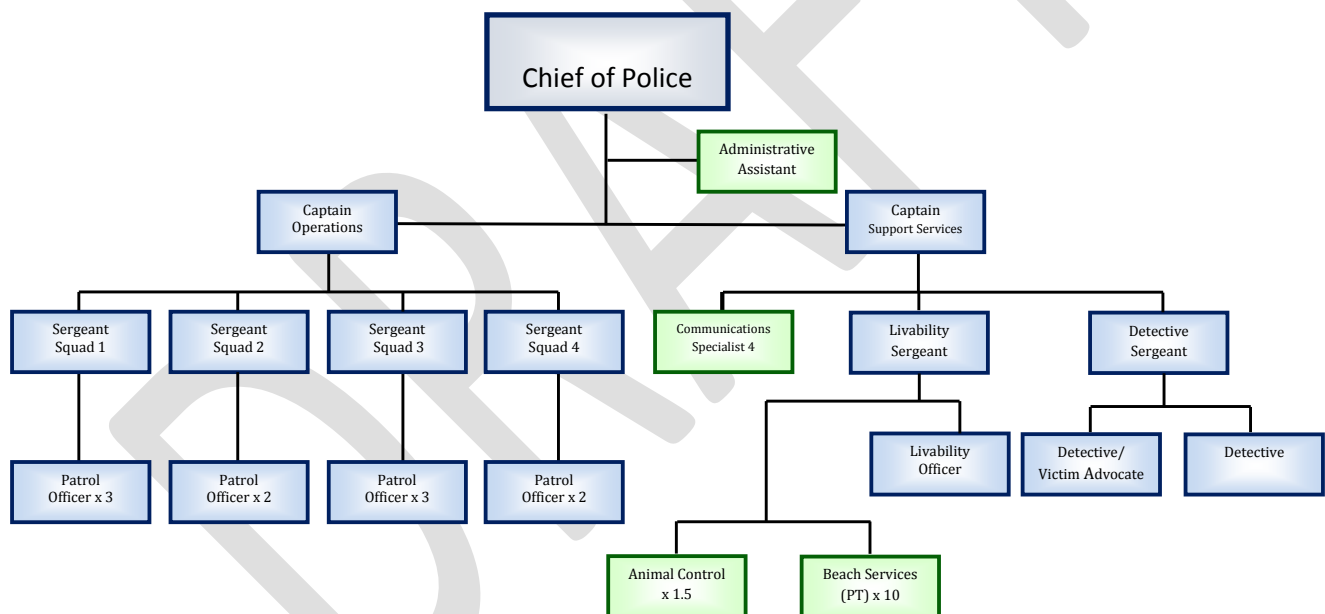 DRAFT
Chief of Police
Administrative
Assistant
Captain
Operations
Captain
Support Services
Sergeant
Squad 1
Sergeant
Squad 2
Sergeant
Squad 3
Sergeant
Squad 4
Communications
Specialist 4
Livability
Sergeant
Detective
Sergeant
Patrol
Officer x 3
Patrol
Officer x 2
Patrol
Officer x 3
Patrol
Officer x 2
Livability
Officer
Detective/
Victim Advocate
Detective
Animal Control
x 1.5
Beach Services
(PT) x 10